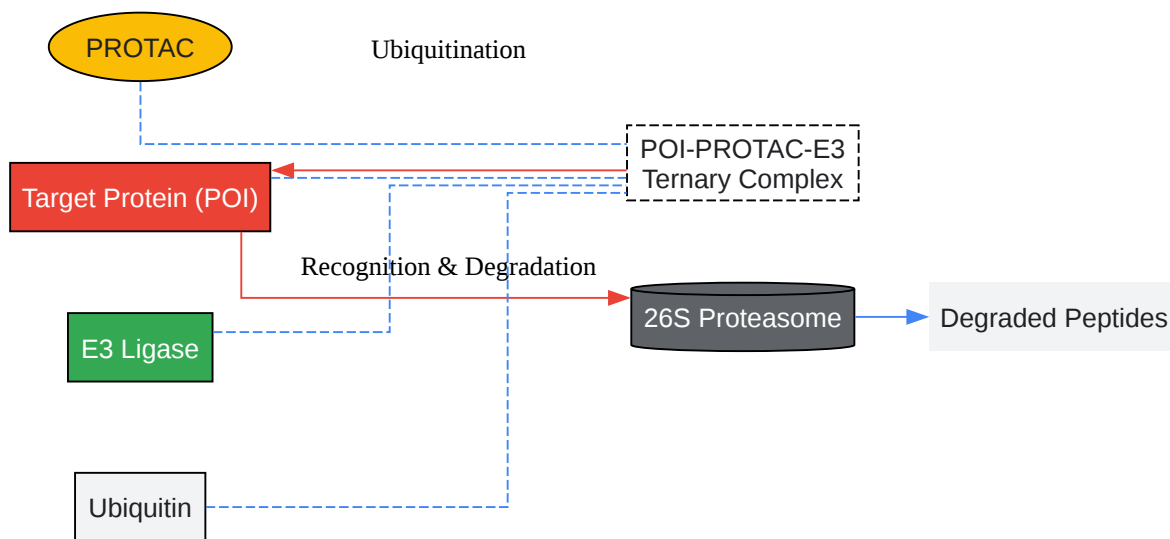 PROTAC
Ubiquitination
POI-PROTAC-E3
Ternary Complex
Target Protein (POI)
Recognition & Degradation
26S Proteasome
Degraded Peptides
E3 Ligase
Ubiquitin